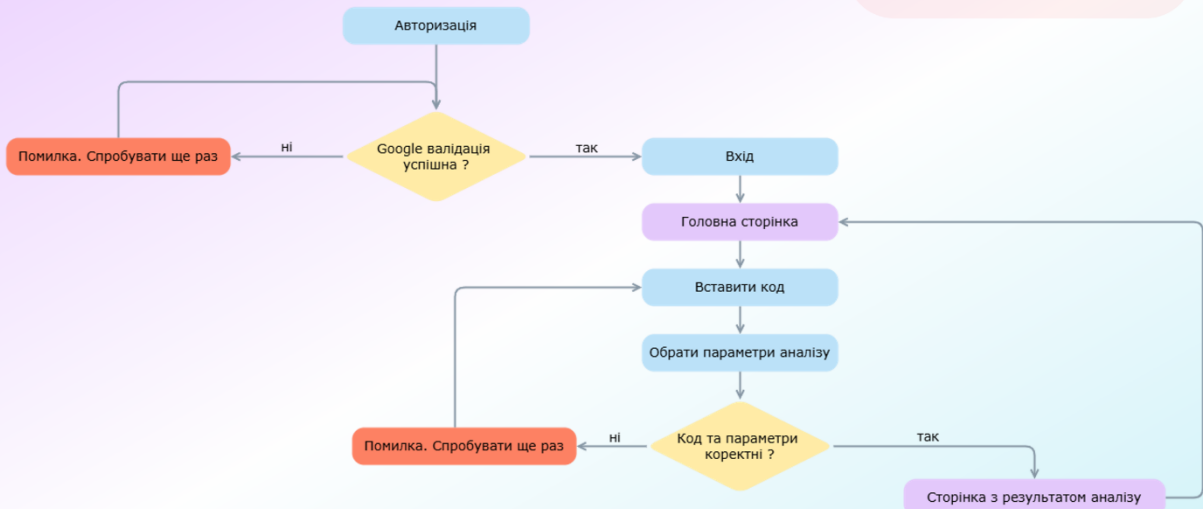 Авторизація
Помилка. Спробувати ще раз
ні
Google валідація
успішна ?
так
Вхід
Головна сторінка
Вставити код
Обрати параметри аналізу
Помилка. Спробувати ще раз
ні
Код та параметри
коректні ?
так
Сторінка з результатом аналізу